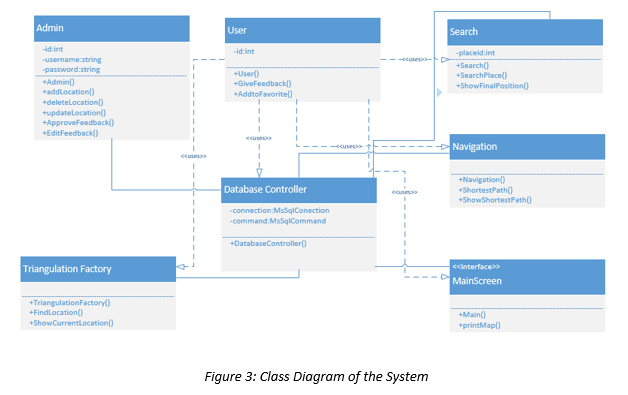 Admin
-id:int
-username:string
-password:string
+Admin()
+addLocation()
+deleteLocation()
+updateLocation()
+ApproveFeedback()
+EditFeedback()
User
-id:int
+User()
+GiveFeedback()
+AddtoFavorite()
Search
-placeid:int
+Search()
+SearchPlace()
+ShowFinalPosition()
<<uses>>
<<uses>>
<<uses>>
<<uses>>
<<uses>>
Navigation
+Navigation()
+ShortestPath()
+ShowShortestPath()
Database Controller
-connection:MsSqlConection
-command:MsSqlCommand
+DatabaseController()
Triangulation Factory
+TriangulationFactory()
+FindLocation()
+ShowCurrentLocation()
<<Interface>>
MainScreen
+Main()
+printMap()
Figure 3: Class Diagram of the System